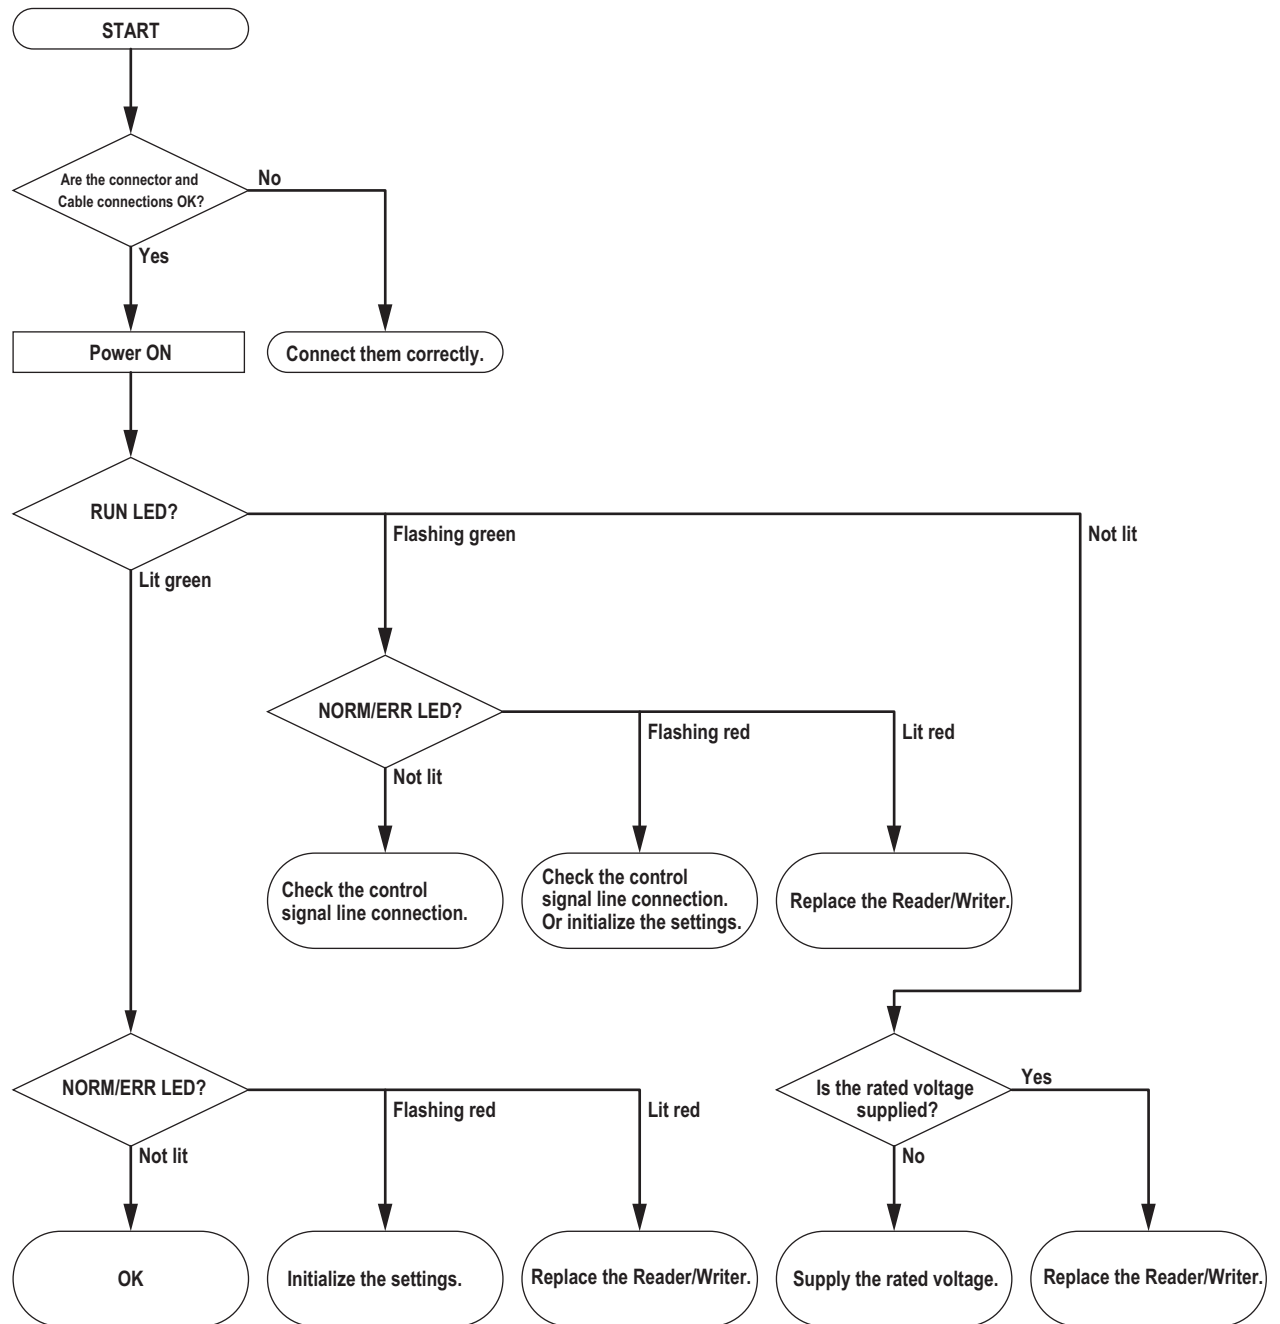 START
Are the connector and
Cable connections OK?
No
Yes
Power ON
Connect them correctly.
RUN LED?
Flashing green
Not lit
Lit green
NORM/ERR LED?
Flashing red
Lit red
Not lit
Check the control
signal line connection.
Check the control
signal line connection.
Or initialize the settings.
Replace the Reader/Writer.
NORM/ERR LED?
Flashing red
Lit red
Not lit
Is the rated voltage
supplied?
Yes
No
OK
Initialize the settings.
Replace the Reader/Writer.
Supply the rated voltage.
Replace the Reader/Writer.